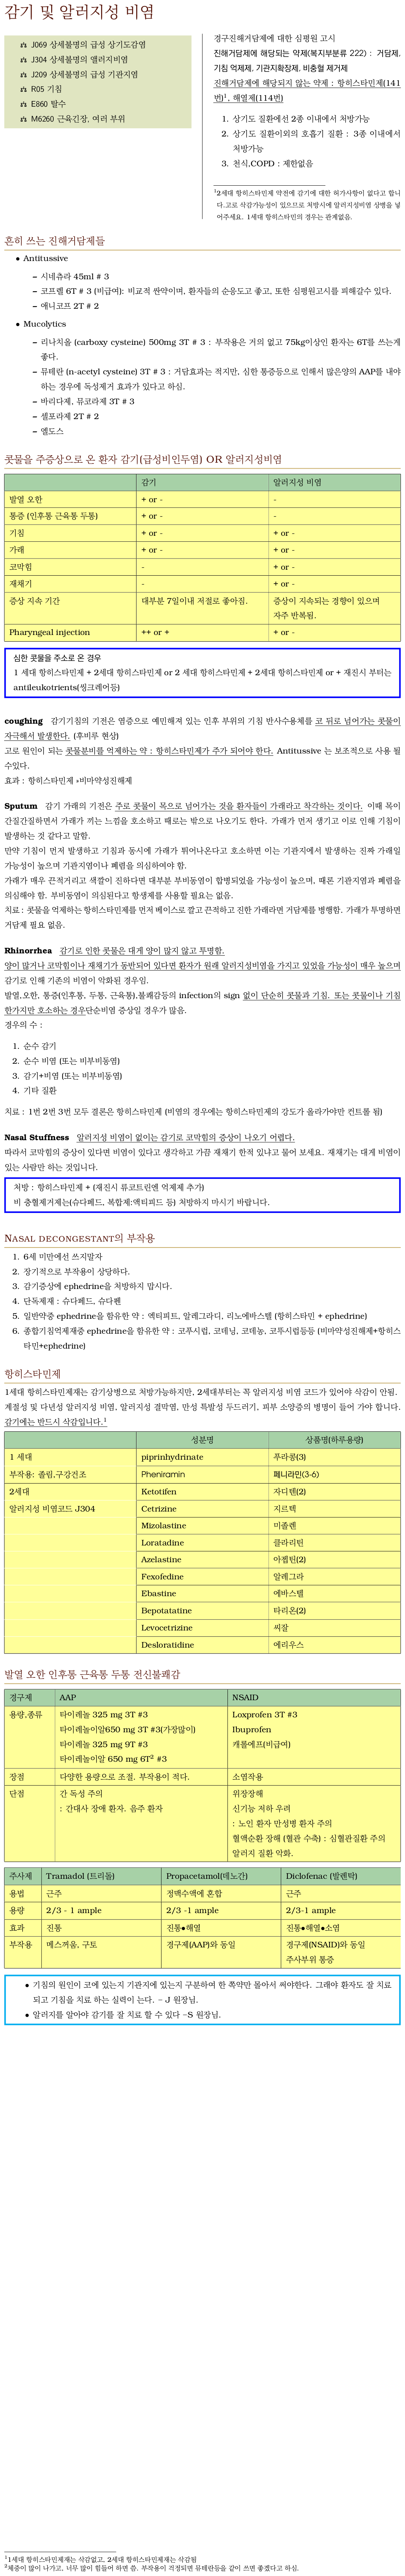 감기 및 알러지성 비염
J069 상세불명의 급성 상기도감염
J304 상세불명의 앨러지비염
J209 상세불명의 급성 기관지염
R05 기침
E860 탈수
M6260 근육긴장, 여러 부위
경구진해거담제에 대한 심평원 고시
진해거담제에 해당되는 약제(복지부분류 222) : 거담제,
기침 억제제, 기관지확장제, 비충혈 제거제
진해거담제에 해당되지 않는 약제 : 항히스타민제(141
번)1, 해열제(114번)
1. 상기도 질환에선 2종 이내에서 처방가능
2. 상기도 질환이외의 호흡기 질환 : 3종 이내에서
처방가능
3. 천식,COPD : 제한없음
12세대 항히스타민제 약전에 감기에 대한 허가사항이 없다고 합니
다.고로 삭감가능성이 있으므로 처방시에 알러지성비염 상병을 넣
어주세요. 1세대 항히스타민의 경우는 관계없음.
흔히 쓰는 진해거담제들
• Antitussive
– 시네츄라 45ml # 3
– 코프렐 6T # 3 (비급여): 비교적 싼약이며, 환자들의 순응도고 좋고, 또한 심평원고시를 피해갈수 있다.
– 애니코프 2T # 2
• Mucolytics
– 리나치올 (carboxy cysteine) 500mg 3T # 3 : 부작용은 거의 없고 75kg이상인 환자는 6T를 쓰는게
좋다.
– 뮤테란 (n-acetyl cysteine) 3T # 3 : 거담효과는 적지만, 심한 통증등으로 인해서 많은양의 AAP를 내야
하는 경우에 독성제거 효과가 있다고 하심.
– 바리다제, 뮤코라제 3T # 3
– 셀포라제 2T # 2
– 엘도스
콧물을 주증상으로 온 환자 감기(급성비인두염) OR 알러지성비염
감기 알러지성 비염
발열 오한 + or - -
통증 (인후통 근육통 두통) + or - -
기침 + or - + or -
가래 + or - + or -
코막힘 - + or -
재채기 - + or -
증상 지속 기간 대부분 7일이내 저절로 좋아짐. 증상이 지속되는 경향이 있으며
자주 반복됨.
Pharyngeal injection ++ or + + or -
심한 콧물을 주소로 온 경우
1 세대 항히스타민제 + 2세대 항히스타민제 or 2 세대 항히스타민제 + 2세대 항히스타민제 or + 재진시 부터는
antileukotrients(씽크레어등)
coughing 감기기침의 기전은 염증으로 예민해져 있는 인후 부위의 기침 반사수용체를 코 뒤로 넘어가는 콧물이
자극해서 발생한다. (후비루 현상)
고로 원인이 되는 콧물분비를 억제하는 약 : 항히스타민제가 주가 되어야 한다. Antitussive 는 보조적으로 사용 될
수있다.
효과 : 항히스타민제 »비마약성진해제
Sputum 감기 가래의 기전은 주로 콧물이 목으로 넘어가는 것을 환자들이 가래라고 착각하는 것이다. 이때 목이
간질간질하면서 가래가 끼는 느낌을 호소하고 때로는 밖으로 나오기도 한다. 가래가 먼저 생기고 이로 인해 기침이
발생하는 것 같다고 말함.
만약 기침이 먼저 발생하고 기침과 동시에 가래가 튀어나온다고 호소하면 이는 기관지에서 발생하는 진짜 가래일
가능성이 높으며 기관지염이나 폐렴을 의심하여야 함.
가래가 매우 끈적거리고 색깔이 진하다면 대부분 부비동염이 합병되었을 가능성이 높으며, 때론 기관지염과 폐렴을
의심해야 함. 부비동염이 의심된다고 항생제를 사용할 필요는 없음.
치료 : 콧물을 억제하는 항히스타민제를 먼저 베이스로 깔고 끈적하고 진한 가래라면 거담제를 병행함. 가래가 투명하면
거담제 필요 없음.
Rhinorrhea 감기로 인한 콧물은 대게 양이 많지 않고 투명함.
양이 많거나 코막힘이나 재채기가 동반되어 있다면 환자가 원래 알러지성비염을 가지고 있었을 가능성이 매우 높으며
감기로 인해 기존의 비염이 악화된 경우임.
발열,오한, 통증(인후통, 두통, 근육통),불쾌감등의 infection의 sign 없이 단순히 콧물과 기침. 또는 콧물이나 기침
한가지만 호소하는 경우단순비염 증상일 경우가 많음.
경우의 수 :
1. 순수 감기
2. 순수 비염 (또는 비부비동염)
3. 감기+비염 (또는 비부비동염)
4. 기타 질환
치료 : 1번 2번 3번 모두 결론은 항히스타민제 (비염의 경우에는 항히스타민제의 강도가 올라가야만 컨트롤 됨)
Nasal Stuffness 알러지성 비염이 없이는 감기로 코막힘의 증상이 나오기 어렵다.
따라서 코막힘의 증상이 있다면 비염이 있다고 생각하고 가끔 재채기 한적 있냐고 물어 보세요. 재채기는 대게 비염이
있는 사람만 하는 것입니다.
처방 : 항히스타민제 + (재진시 류코트리엔 억제제 추가)
비 충혈제거제는(슈다페드, 복합제:액티피드 등) 처방하지 마시기 바랍니다.
NASAL DECONGESTANT의 부작용
1. 6세 미만에선 쓰지말자
2. 장기적으로 부작용이 상당하다.
3. 감기증상에 ephedrine을 처방하지 맙시다.
4. 단독제재 : 슈다페드, 슈다펜
5. 일반약중 ephedrine을 함유한 약 : 엑티피트, 알레그라디, 리노에바스텔 (항히스타민 + ephedrine)
6. 종합기침억제재중 ephedrine을 함유한 약 : 코푸시럽, 코데닝, 코데농, 코푸시럽등등 (비마약성진해제+항히스
타민+ephedrine)
항히스타민제
1세대 항히스타민제재는 감기상병으로 처방가능하지만, 2세대부터는 꼭 알러지성 비염 코드가 있어야 삭감이 안됨.
계절성 및 다년성 알러지성 비염, 알러지성 결막염, 만성 특발성 두드러기, 피부 소양증의 병명이 들어 가야 합니다.
감기에는 반드시 삭감입니다.1
성분명 상품명(하루용량)
1 세대 piprinhydrinate 푸라콩(3)
부작용: 졸림,구강건조 Pheniramin 페니라민(3-6)
2세대 Ketotifen 자디텐(2)
알러지성 비염코드 J304 Cetrizine 지르텍
Mizolastine 미졸렌
Loratadine 클라리틴
Azelastine 아젭틴(2)
Fexofedine 알레그라
Ebastine 에바스텔
Bepotatatine 타리온(2)
Levocetrizine 씨잘
Desloratidine 에리우스
발열 오한 인후통 근육통 두통 전신불쾌감
경구제 AAP NSAID
용량,종류 타이레놀 325 mg 3T #3 Loxprofen 3T #3
타이레놀이알650 mg 3T #3(가장많이) Ibuprofen
타이레놀 325 mg 9T #3 캐롤에프(비급여)
타이레놀이알 650 mg 6T2 #3
장점 다양한 용량으로 조절. 부작용이 적다. 소염작용
단점 간 독성 주의 위장장해
: 간대사 장애 환자. 음주 환자 신기능 저하 우려
: 노인 환자 만성병 환자 주의
혈액순환 장해 (혈관 수축) : 심혈관질환 주의
알러지 질환 악화.
주사제 Tramadol (트리돌) Propacetamol(데노간) Diclofenac (발렌탁)
용법 근주 정맥수액에 혼합 근주
용량 2/3 - 1 ample 2/3 -1 ample 2/3-1 ample
효과 진통 진통•해열 진통•해열•소염
부작용 메스꺼움, 구토 경구제(AAP)와 동일 경구제(NSAID)와 동일
주사부위 통증
• 기침의 원인이 코에 있는지 기관지에 있는지 구분하여 한 쪽약만 몰아서 써야한다. 그래야 환자도 잘 치료
되고 기침을 치료 하는 실력이 는다. – J 원장님.
• 알러지를 알아야 감기를 잘 치료 할 수 있다 –S 원장님.
11세대 항히스타민제재는 삭감없고, 2세대 항히스타민제재는 삭감됨
2체중이 많이 나가고, 너무 많이 힘들어 하면 씀. 부작용이 걱정되면 뮤테란등을 같이 쓰면 좋겠다고 하심.